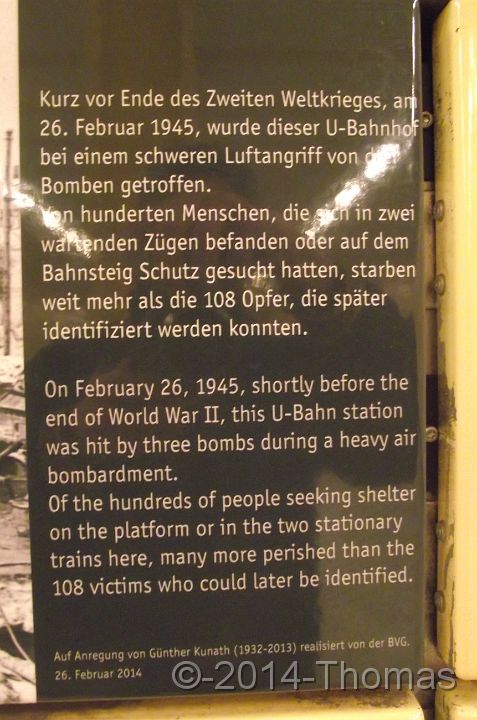 Kurz vor Ende des Zweiten Weltkrieges, am
26. Februar 1945, wurde dieser U-Bahnhof
bei einem schweren Luftangriff von drei
Bomben getroffen.
Von hunderten Menschen, die sich in zwei
wartenden Zügen befanden oder auf dem
Bahnsteig Schutz gesucht hatten, starben
weit mehr als die 108 Opfer, die später
identifiziert werden konnten.
On February 26, 1945, shortly before the
end of World War II, this U-Bahn station
was hit by three bombs during a heavy air
bombardment.
Of the hundreds of people seeking shelter
on the platform or in the two stationary
trains here, many more perished than the
108 victims who could later be identified.
Auf Anregung von Günther Kunath (1932-2013) realisiert von der BVG.
26. Februar 2014
©-2014-Thomas